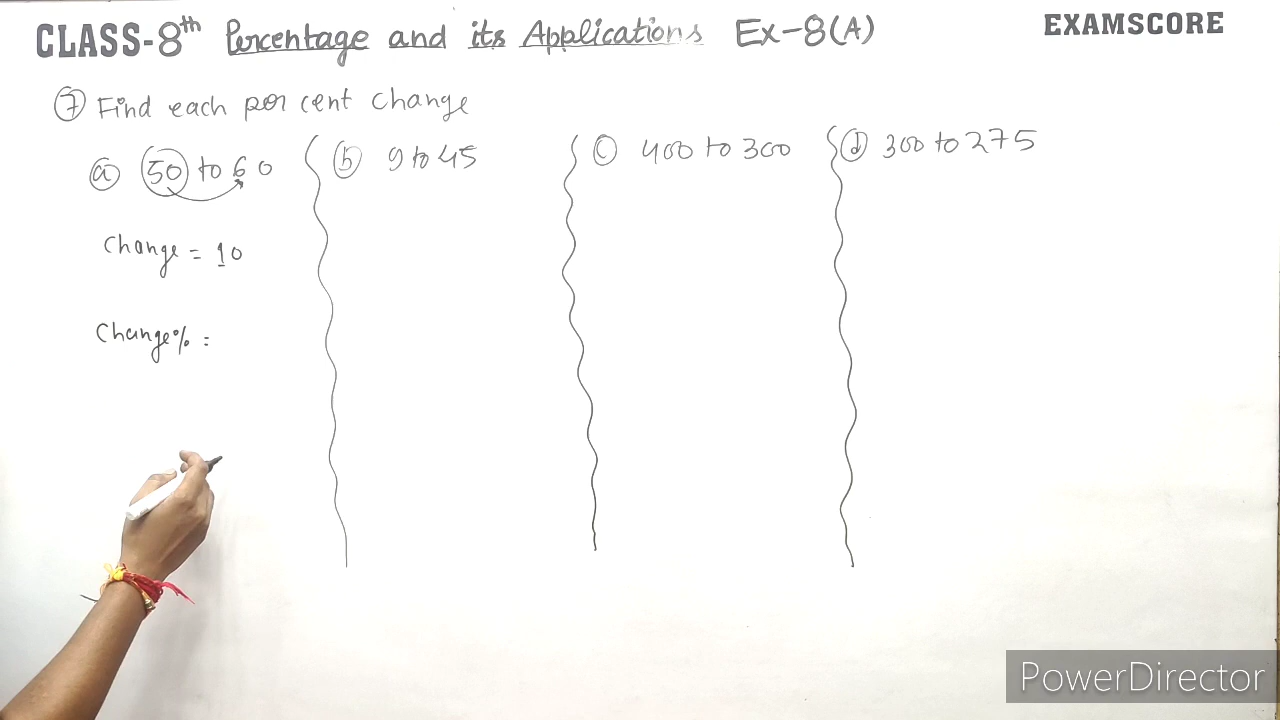 CLASS-8th Percentage and its Applications Ex-8(A)
EXAMSCORE
7 Find each per cent change
a 50 to 60
b 9 to 45
c 400 to 300
d 300 to 275
Change = 10
Change% =
PowerDirector